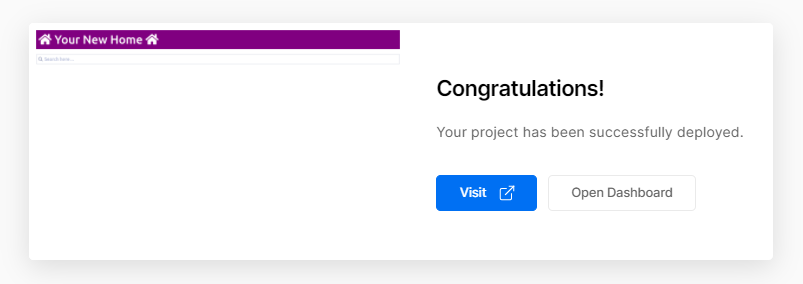 Your New Home
Search here...
Congratulations!
Your project has been successfully deployed.
Visit
Open Dashboard